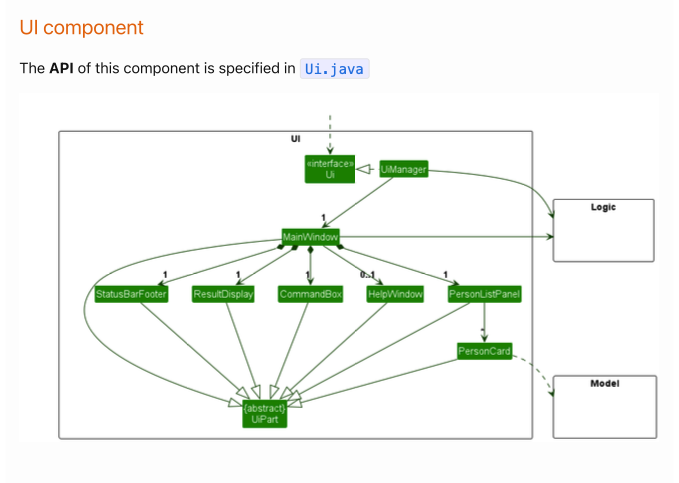 UI component
The API of this component is specified in Ui.java
UI
«interface»
Ui
UiManager
Logic
1
MainWindow
1
1
1
0..1
1
StatusBarFooter
ResultDisplay
CommandBox
HelpWindow
PersonListPanel
*
PersonCard
Model
{abstract}
UiPart